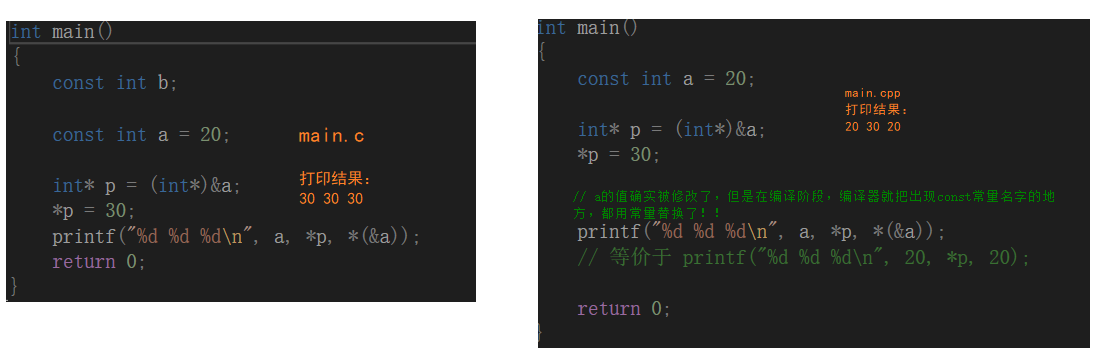 int main()
{
const int b;
const int a = 20;
main.c
int* p = (int*)&a;
打印结果：
*p = 30;
30 30 30
printf("%d %d %d\n", a, *p, *(&a));
return 0;
}
int main()
{
const int a = 20;
main.cpp
打印结果：
int* p = (int*)&a;
20 30 20
*p = 30;
// a的值确实被修改了，但是在编译阶段，编译器就把出现const常量名字的地
方，都用常量替换了！！
printf("%d %d %d\n", a, *p, *(&a));
// 等价于 printf("%d %d %d\n", 20, *p, 20);
return 0;
}